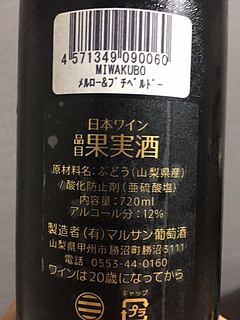 4 571349 090060
MIWAKUBO
メルロー&プチベルドー
日本ワイン
品目 果実酒
原材料名：ぶどう（山梨県産）
/酸化防止剤（亜硫酸塩）
内容量：720ml
アルコール分：12%
製造者（有）マルサン葡萄酒
山梨県甲州市勝沼町勝沼3111
電話 0553-44-0160
ワインは20歳になってから
キャップ
プラ